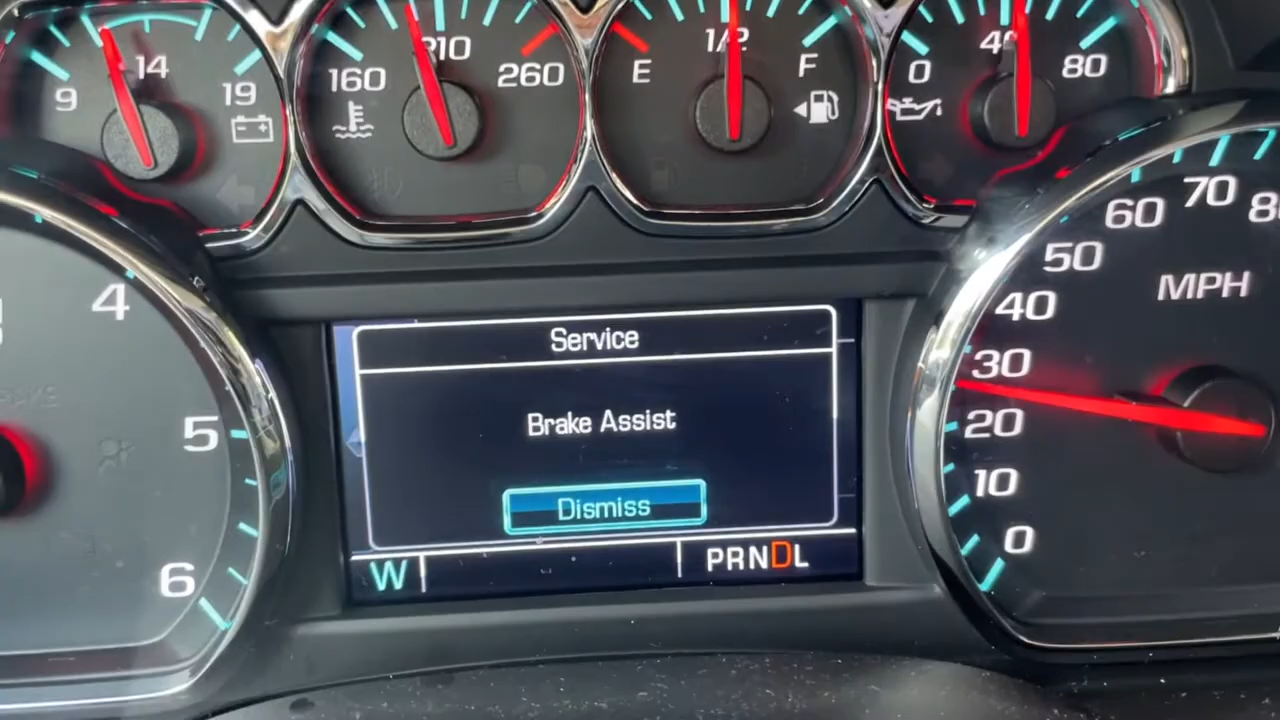 9 14 19
160 210 260
E 1/2 F
0 40 80
4
5
6
Service
Brake Assist
Dismiss
W PRNDL
0 10 20 30 40 50 60 70
MPH